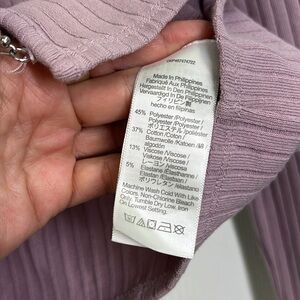 Made In Philippines
Fabriqué Aux Philippines
Hergestellt In Den Philippinen
Vervaardigd In De Filipijnen
フィリピン製
hecho en filipinas
45% Polyester/Polyester/
Polyester/Polyester/
ポリエステル/poliéster
37% Cotton/Coton/
Baumwolle/Katoen/綿/
algodón
13% Viscose/Viscose/
Viskose/Viscose/
レーヨン/viscosa
5% Elastane/Élasthanne/
Elasthan/Elastaan/
ポリウレタン/elastano
Machine Wash Cold With Like
Colors. Non-Chlorine Bleach
Only. Tumble Dry Low, Iron
On Lowest Setting.